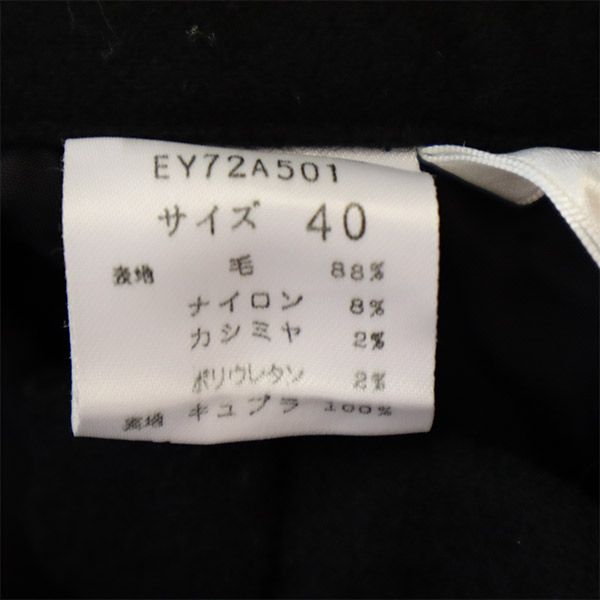 EY72A501
サイズ 40
表地 毛 88%
ナイロン 8%
カシミヤ 2%
ポリウレタン 2%
裏地 キュプラ 100%